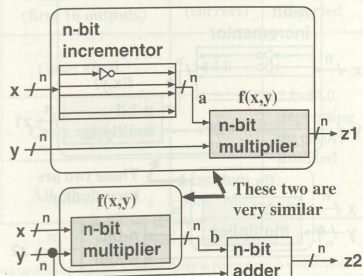 n-bit
incrementor
n
n
x
a
f(x,y)
n
y
n-bit
multiplier
z1
These two are
very similar
f(x,y)
n
x
n
y
n-bit
multiplier
n
b
n-bit
adder
z2